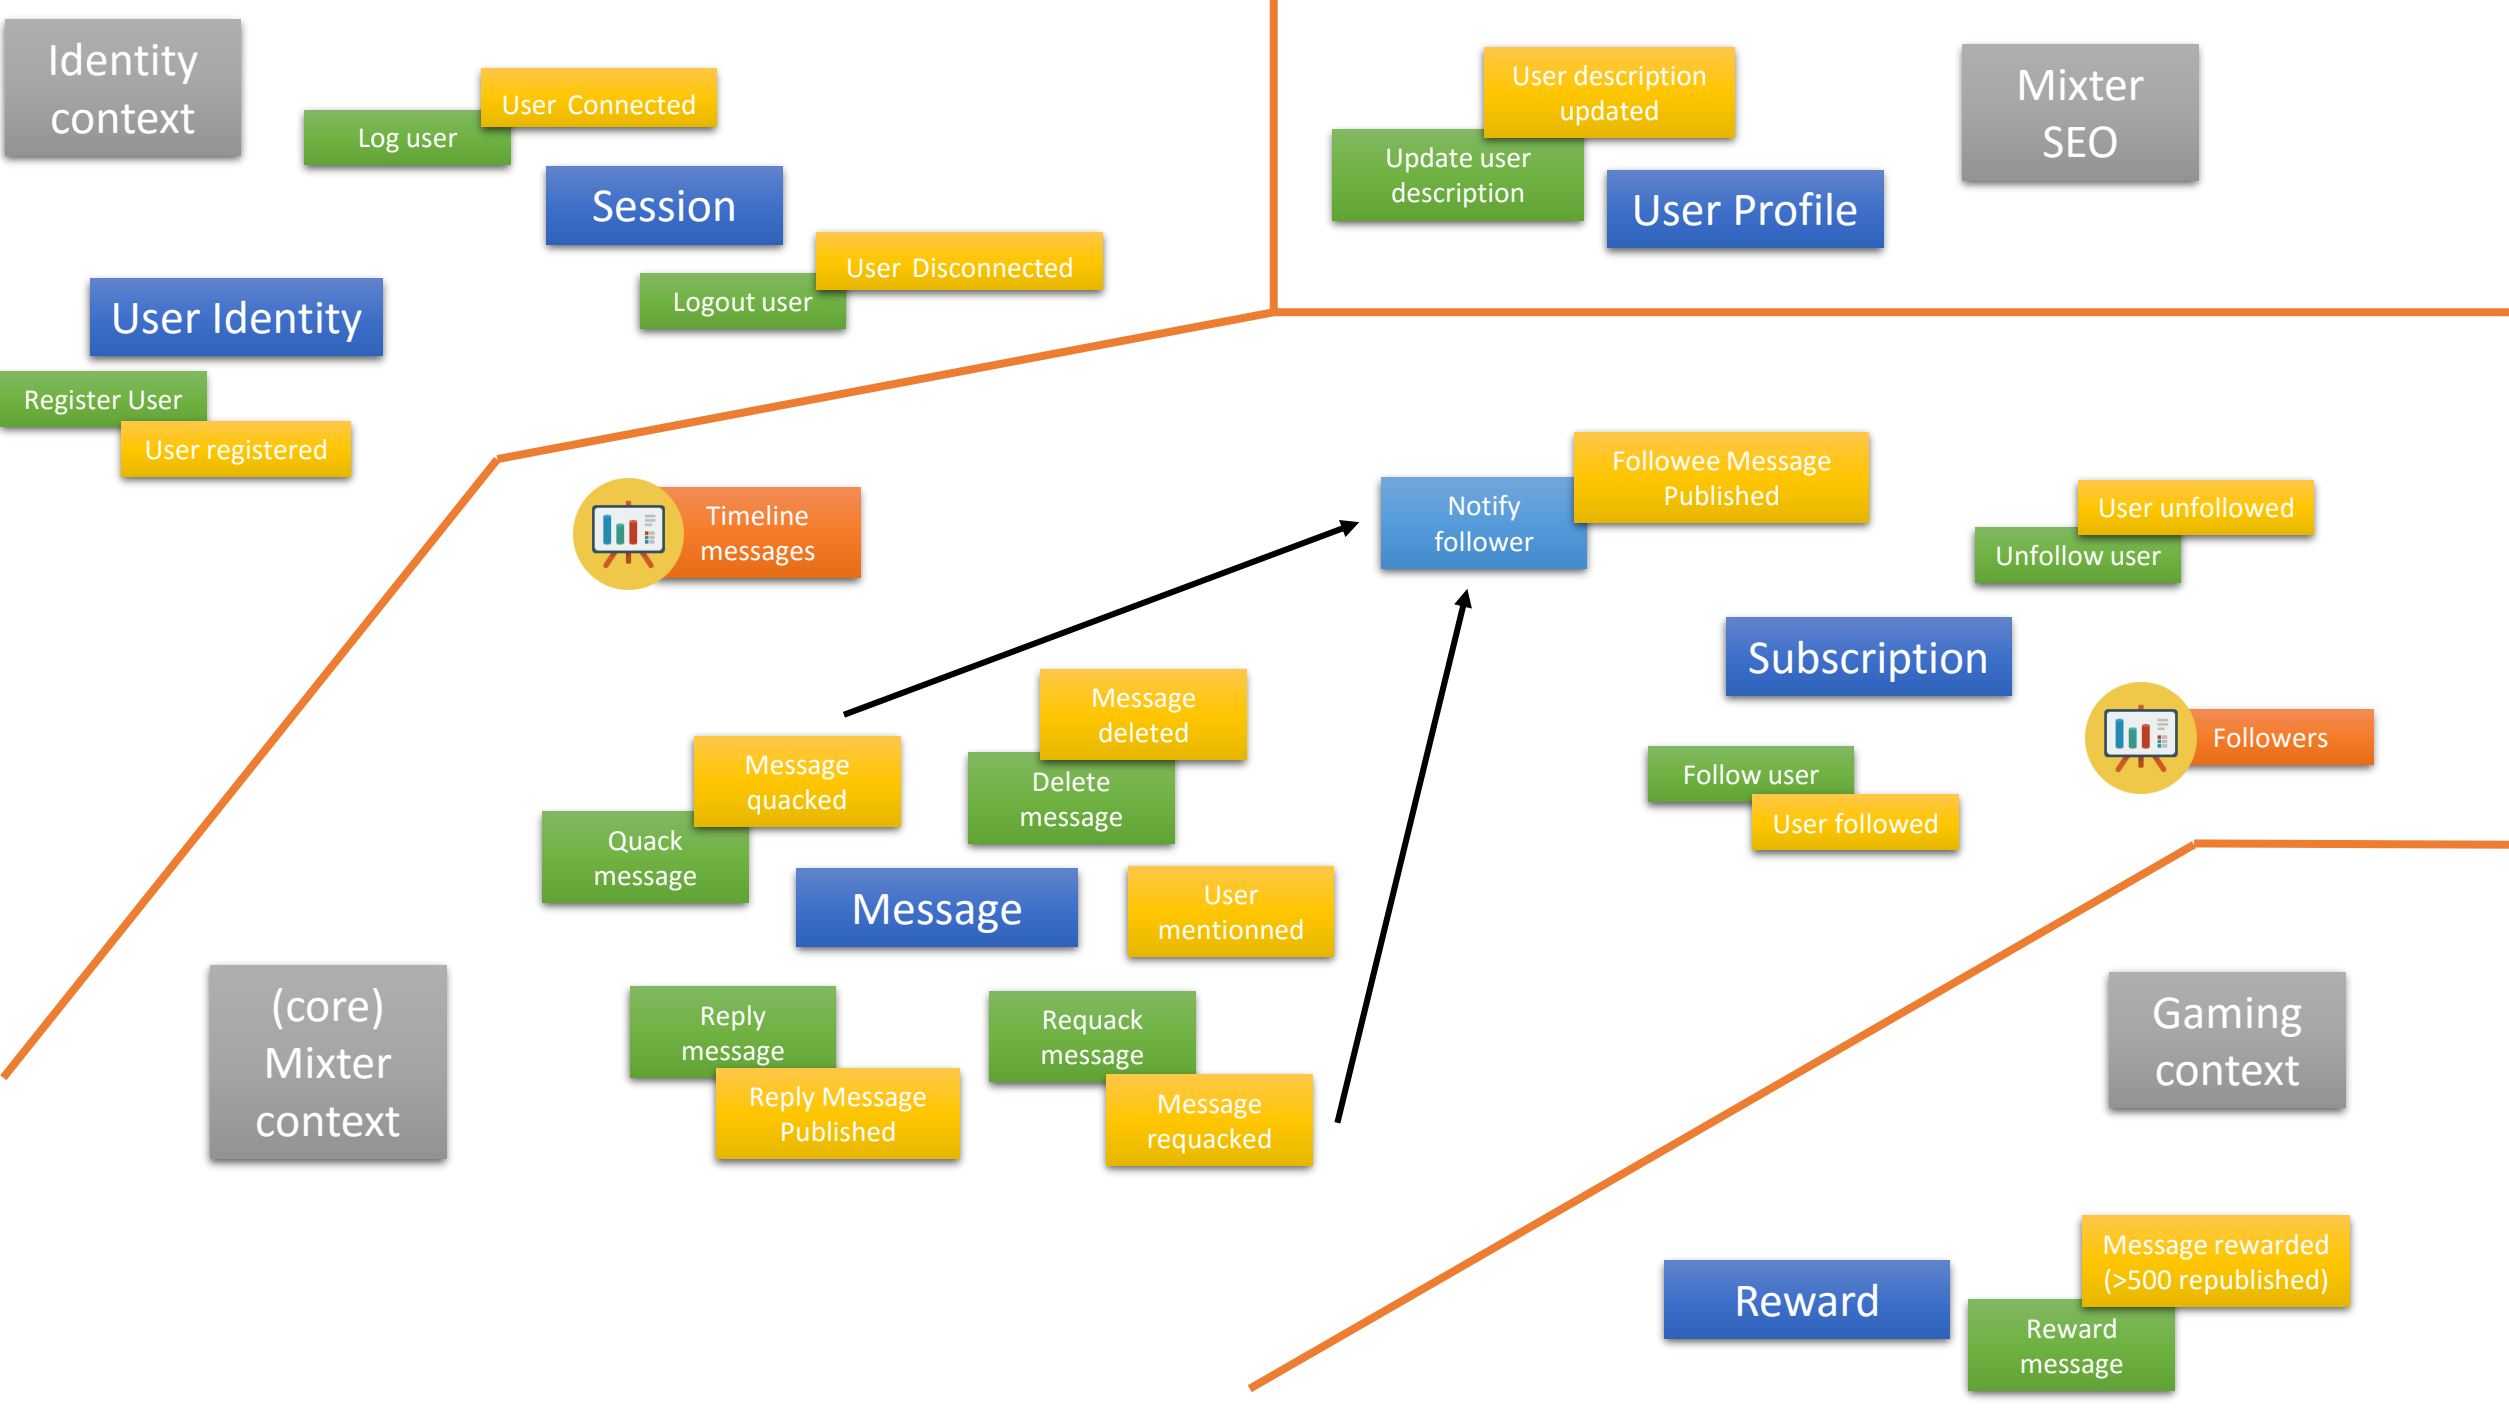 Identity
context
User Connected
Log user
Session
User Disconnected
Logout user
User Identity
Register User
User registered
User description
updated
Update user
description
User Profile
Mixter
SEO
Timeline
messages
Notify
follower
Followee Message
Published
User unfollowed
Unfollow user
Subscription
Followers
Follow user
User followed
Message
deleted
Delete
message
Message
quacked
Quack
message
Message
User
mentionned
Reply
message
Reply Message
Published
Requack
message
Message
requacked
(core)
Mixter
context
Gaming
context
Reward
Message rewarded
(>500 republished)
Reward
message